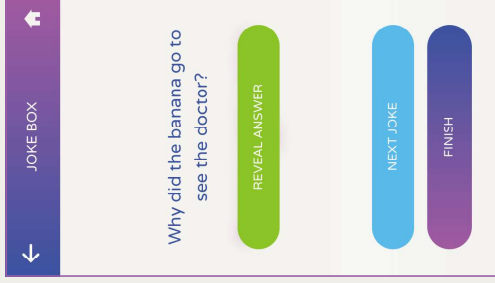 JOKE BOX
Why did the banana go to
see the doctor?
REVEAL ANSWER
NEXT JOKE
FINISH